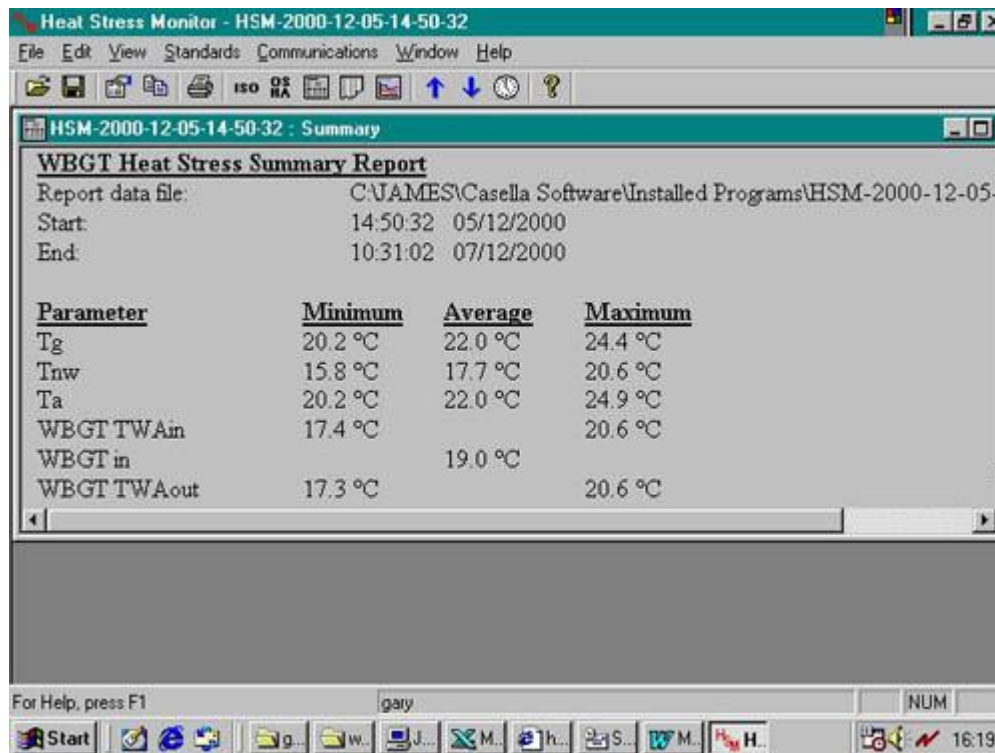 Heat Stress Monitor - HSM-2000-12-05-14-50-32
File Edit View Standards Communications Window Help
ISO OSHA
HSM-2000-12-05-14-50-32 : Summary
WBGT Heat Stress Summary Report
Report data file: C:\JAMES\Casella Software\Installed Programs\HSM-2000-12-05-
Start: 14:50:32 05/12/2000
End: 10:31:02 07/12/2000
Parameter Minimum Average Maximum
Tg 20.2 °C 22.0 °C 24.4 °C
Tnw 15.8 °C 17.7 °C 20.6 °C
Ta 20.2 °C 22.0 °C 24.9 °C
WBGT TWAin 17.4 °C 20.6 °C
WBGT in 19.0 °C
WBGT TWAout 17.3 °C 20.6 °C
For Help, press F1 gary NUM
Start g... w... J... M... h... S... M... H... 16:19